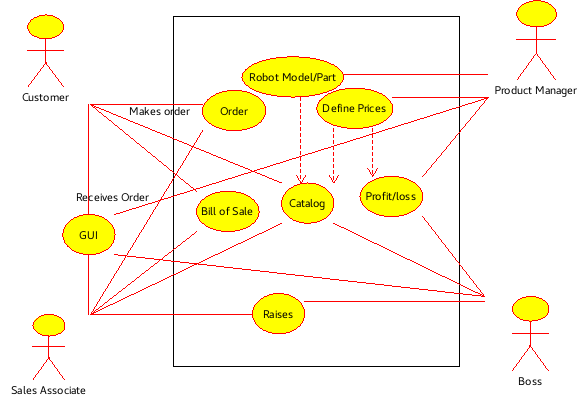 Customer
Product Manager
Robot Model/Part
Makes order
Order
Define Prices
Receives Order
Bill of Sale
Catalog
Profit/loss
GUI
Raises
Sales Associate
Boss